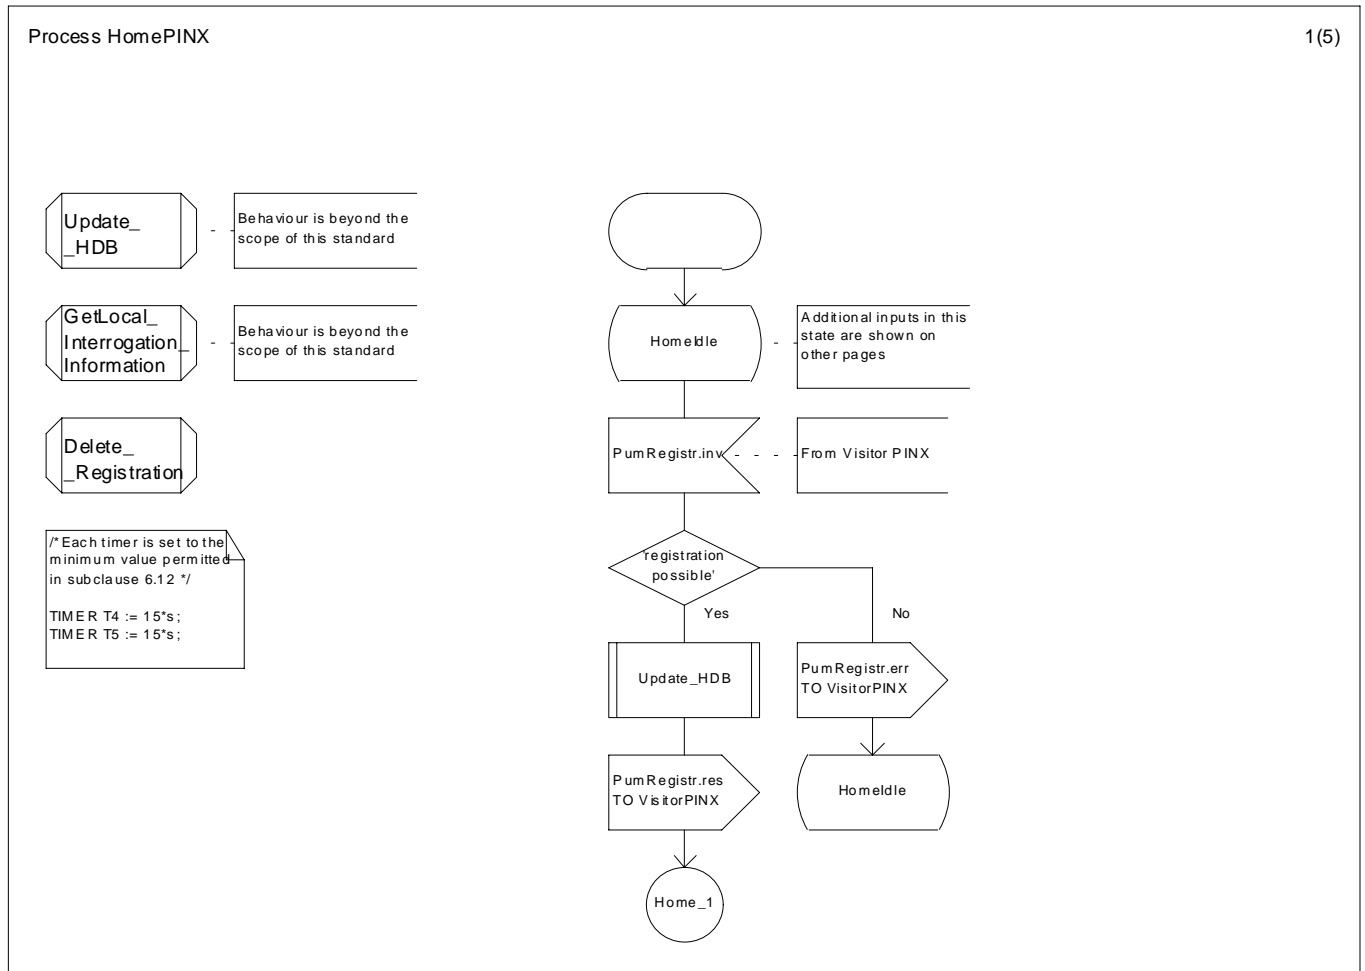 Process HomePINX
1(5)
Update_
_HDB
Behaviour is beyond the
scope of this standard
GetLocal_
Interrogation_
Information
Behaviour is beyond the
scope of this standard
Delete_
_Registration
/* Each timer is set to the
minimum value permitted
in subclause 6.12 */
TIMER T4 := 15*s;
TIMER T5 := 15*s;
HomeIdle
Additional inputs in this
state are shown on
other pages
PumRegistr.inv
From Visitor PINX
'registration
possible'
Yes
No
Update_HDB
PumRegistr.err
TO VisitorPINX
PumRegistr.res
TO VisitorPINX
HomeIdle
Home_1